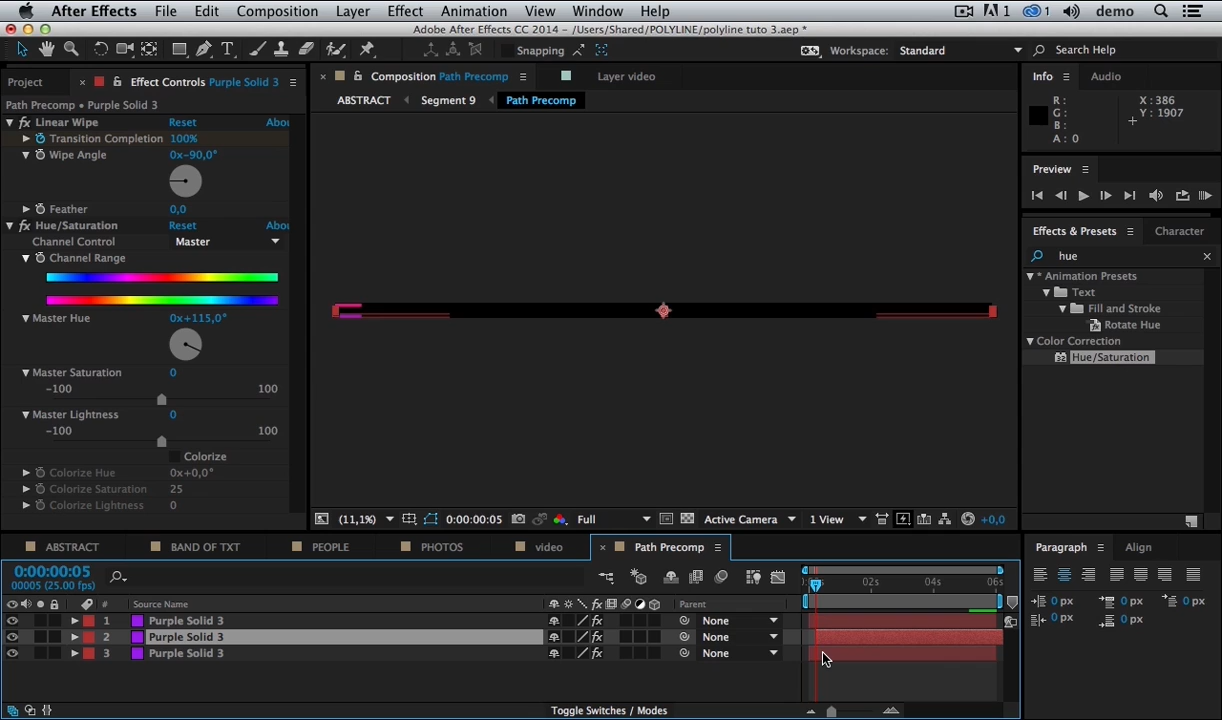 After Effects File Edit Composition Layer Effect Animation View Window Help 1 1 demo
Adobe After Effects CC 2014 - /Users/Shared/POLYLINE/polyline tuto 3.aep *
Snapping Workspace: Standard Search Help
Project × Effect Controls Purple Solid 3
Path Precomp • Purple Solid 3
fx Linear Wipe Reset Abou
Transition Completion 100%
Wipe Angle 0x-90,0°
Feather 0,0
fx Hue/Saturation Reset Abou
Channel Control Master
Channel Range
Master Hue 0x+115,0°
Master Saturation 0
-100 100
Master Lightness 0
-100 100
Colorize
Colorize Hue 0x+0,0°
Colorize Saturation 25
Colorize Lightness 0
× Composition Path Precomp Layer video
ABSTRACT Segment 9 Path Precomp
(11,1%) 0:00:00:05 Full Active Camera 1 View +0,0
Info Audio
R: X: 386
G: Y: 1907
B:
A: 0
Preview
Effects & Presets Character
hue ×
* Animation Presets
Text
Fill and Stroke
Rotate Hue
Color Correction
32 Hue/Saturation
ABSTRACT BAND OF TXT PEOPLE PHOTOS video × Path Precomp
0:00:00:05
00005 (25.00 fps)
02s 04s 06s
# Source Name fx Parent
1 Purple Solid 3 fx None
2 Purple Solid 3 fx None
3 Purple Solid 3 fx None
Toggle Switches / Modes
Paragraph Align
0 px 0 px 0 px
0 px 0 px